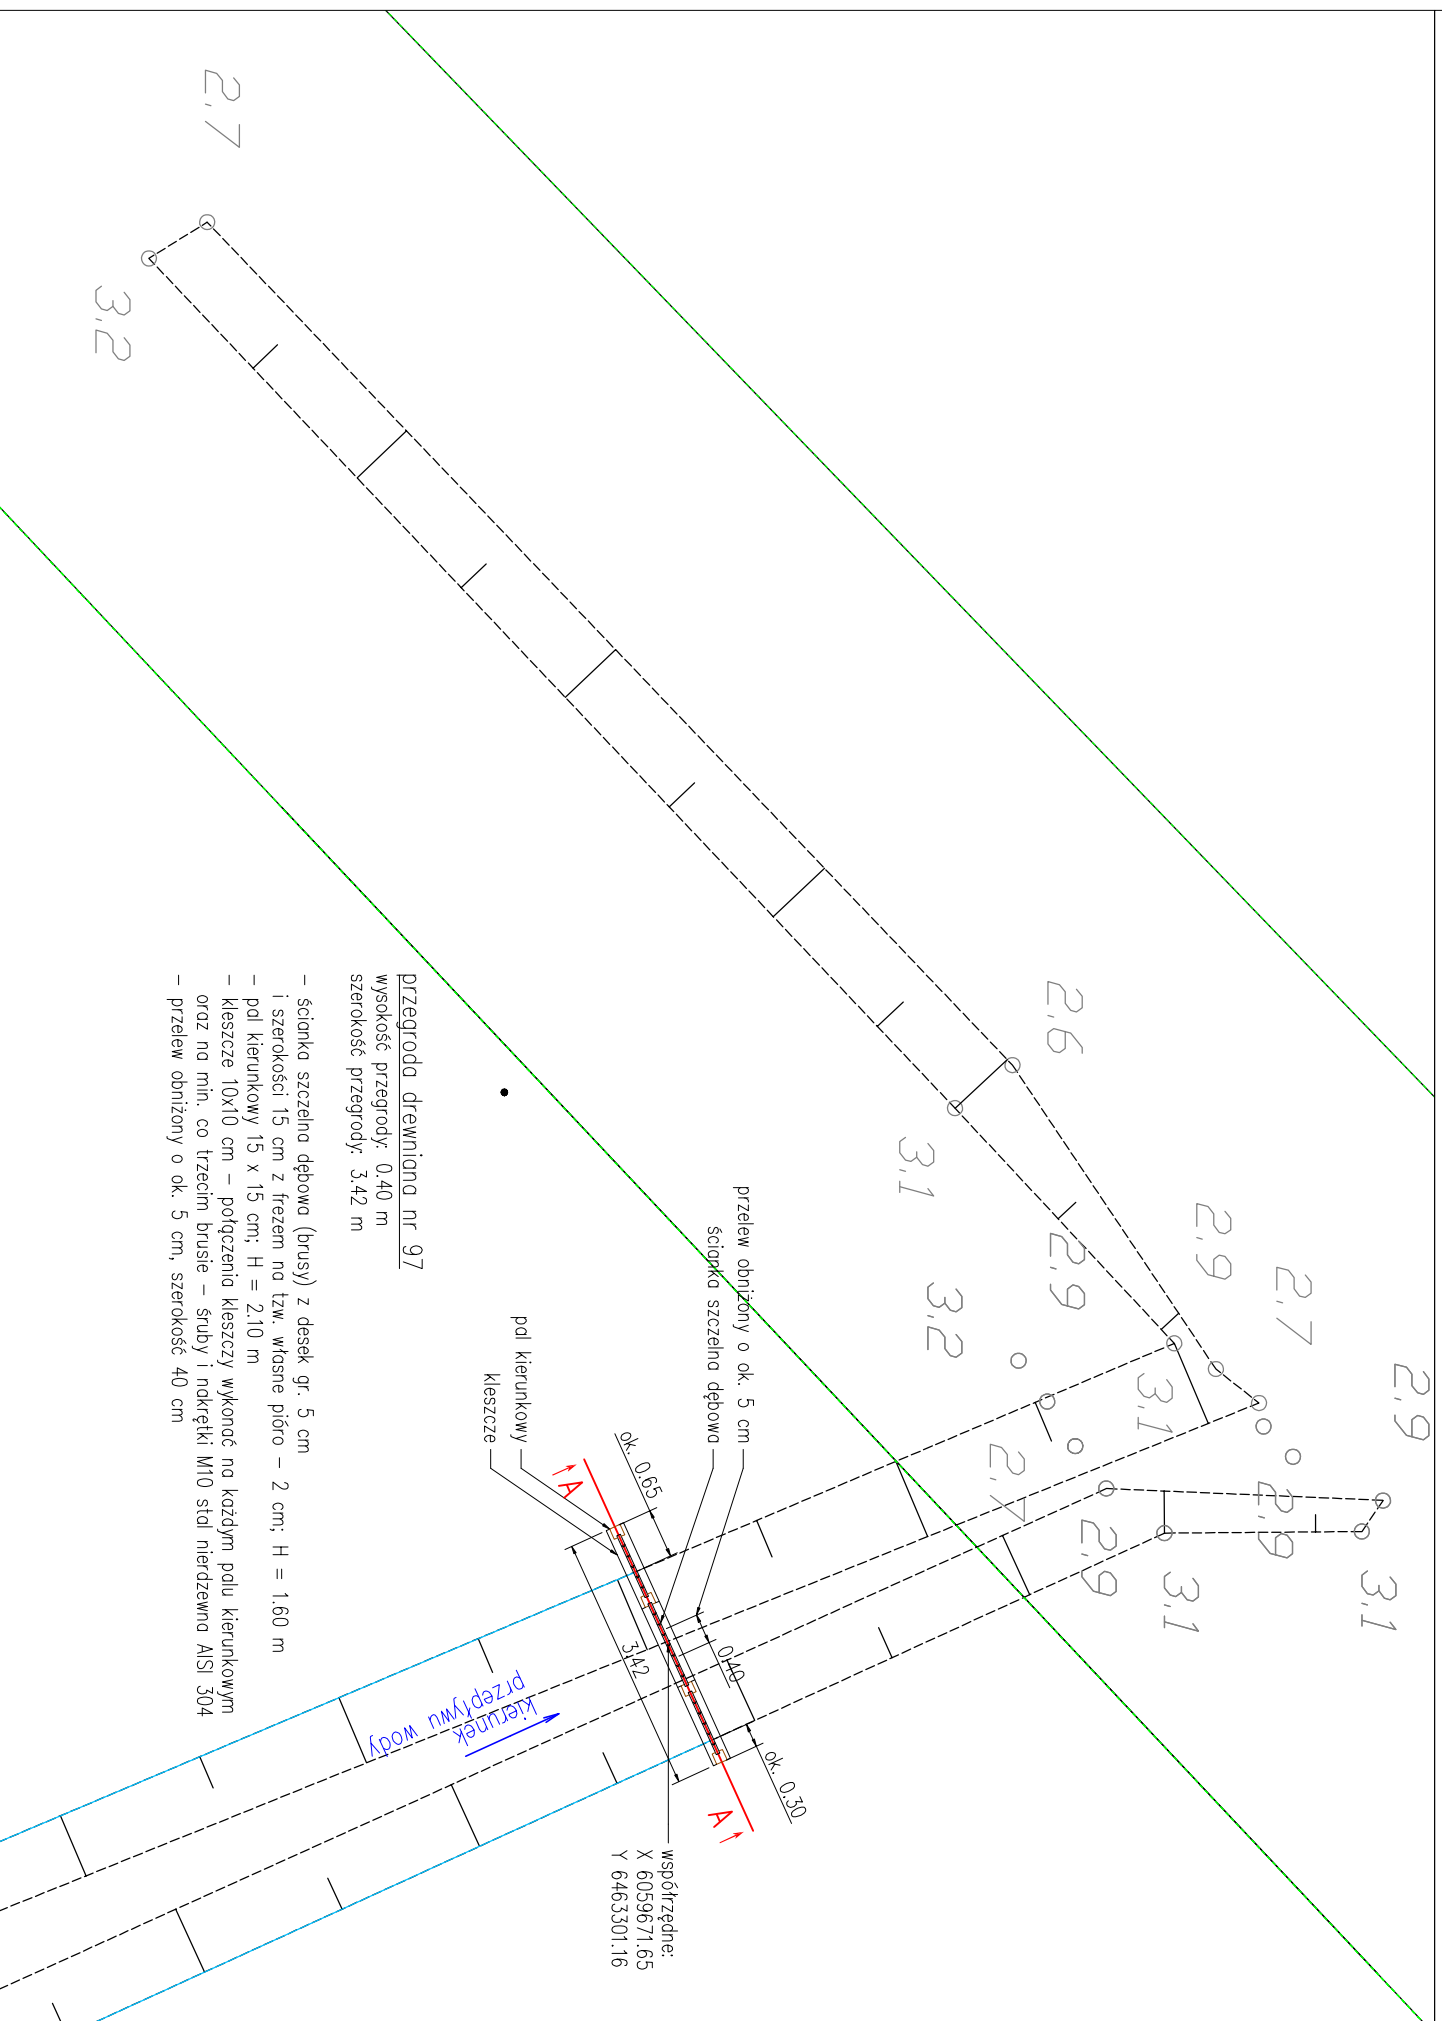 przegroda drewniana nr 97
wysokość przegrody: 0.40 m
szerokość przegrody: 3.42 m
- ścianka szczelna dębowa (brusy) z desek gr. 5 cm
i szerokości 15 cm z frezem na tzw. własne pióro - 2 cm; H = 1.60 m
- pal kierunkowy 15 x 15 cm; H = 2.10 m
- kleszcze 10x10 cm - połączenia kleszczy wykonać na każdym palu kierunkowym
oraz na min. co trzecim brusie - śruby i nakrętki M10 stal nierdzewna AISI 304
- przelew obniżony o ok. 5 cm, szerokość 40 cm
przelew obniżony o ok. 5 cm
ścianka szczelna dębowa
pal kierunkowy
kleszcze
ok. 0.65
A
3.42
0.40
ok. 0.30
A
współrzędne:
X 6059671.65
Y 6463301.16
kierunek
przepływu wody
2.7
3.2
2.6
3.1
2.9
2.9
3.2
2.7
2.9
3.1
2.7
2.9
2.9
3.1
3.1